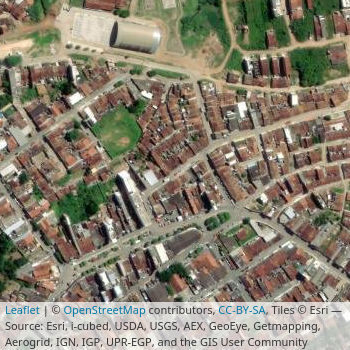 Leaflet | © OpenStreetMap contributors, CC-BY-SA, Tiles © Esri —
Source: Esri, i-cubed, USDA, USGS, AEX, GeoEye, Getmapping,
Aerogrid, IGN, IGP, UPR-EGP, and the GIS User Community